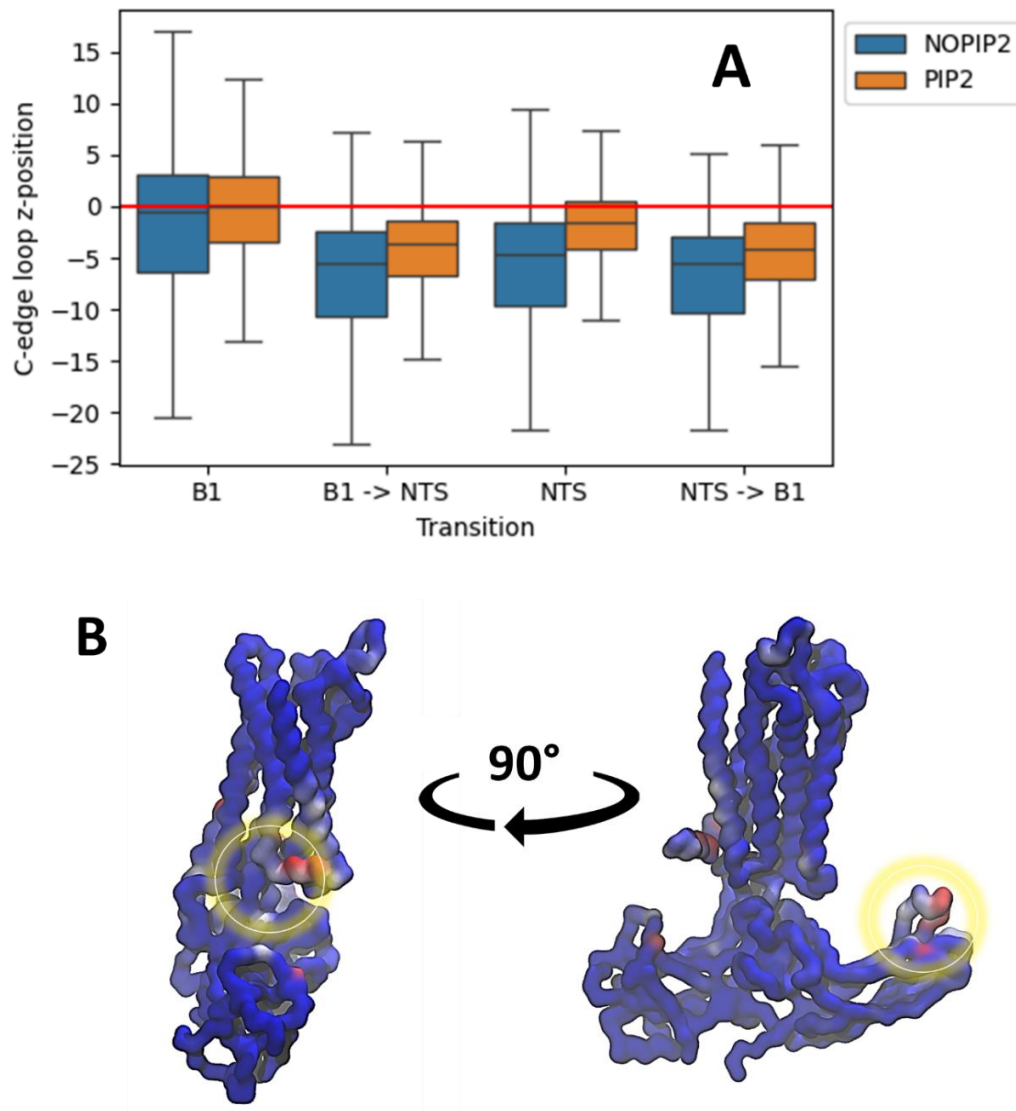 A
NOPIP2
PIP2
C-edge loop z-position
15
10
5
0
−5
−10
−15
−20
−25
B1
B1 -> NTS
NTS
NTS -> B1
Transition
B
90°